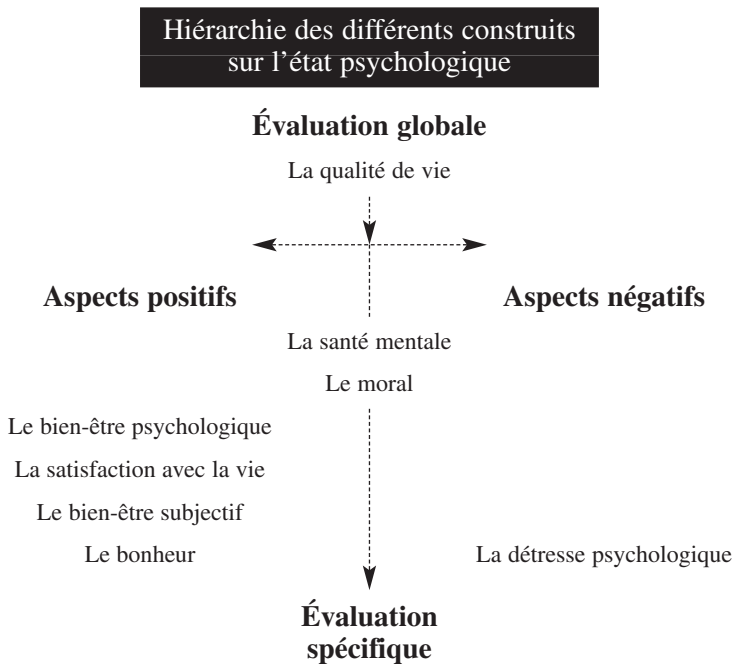 Hiérarchie des différents construits
sur l'état psychologique
Évaluation globale
La qualité de vie
Aspects positifs
Aspects négatifs
La santé mentale
Le moral
Le bien-être psychologique
La satisfaction avec la vie
Le bien-être subjectif
Le bonheur
La détresse psychologique
Évaluation
spécifique